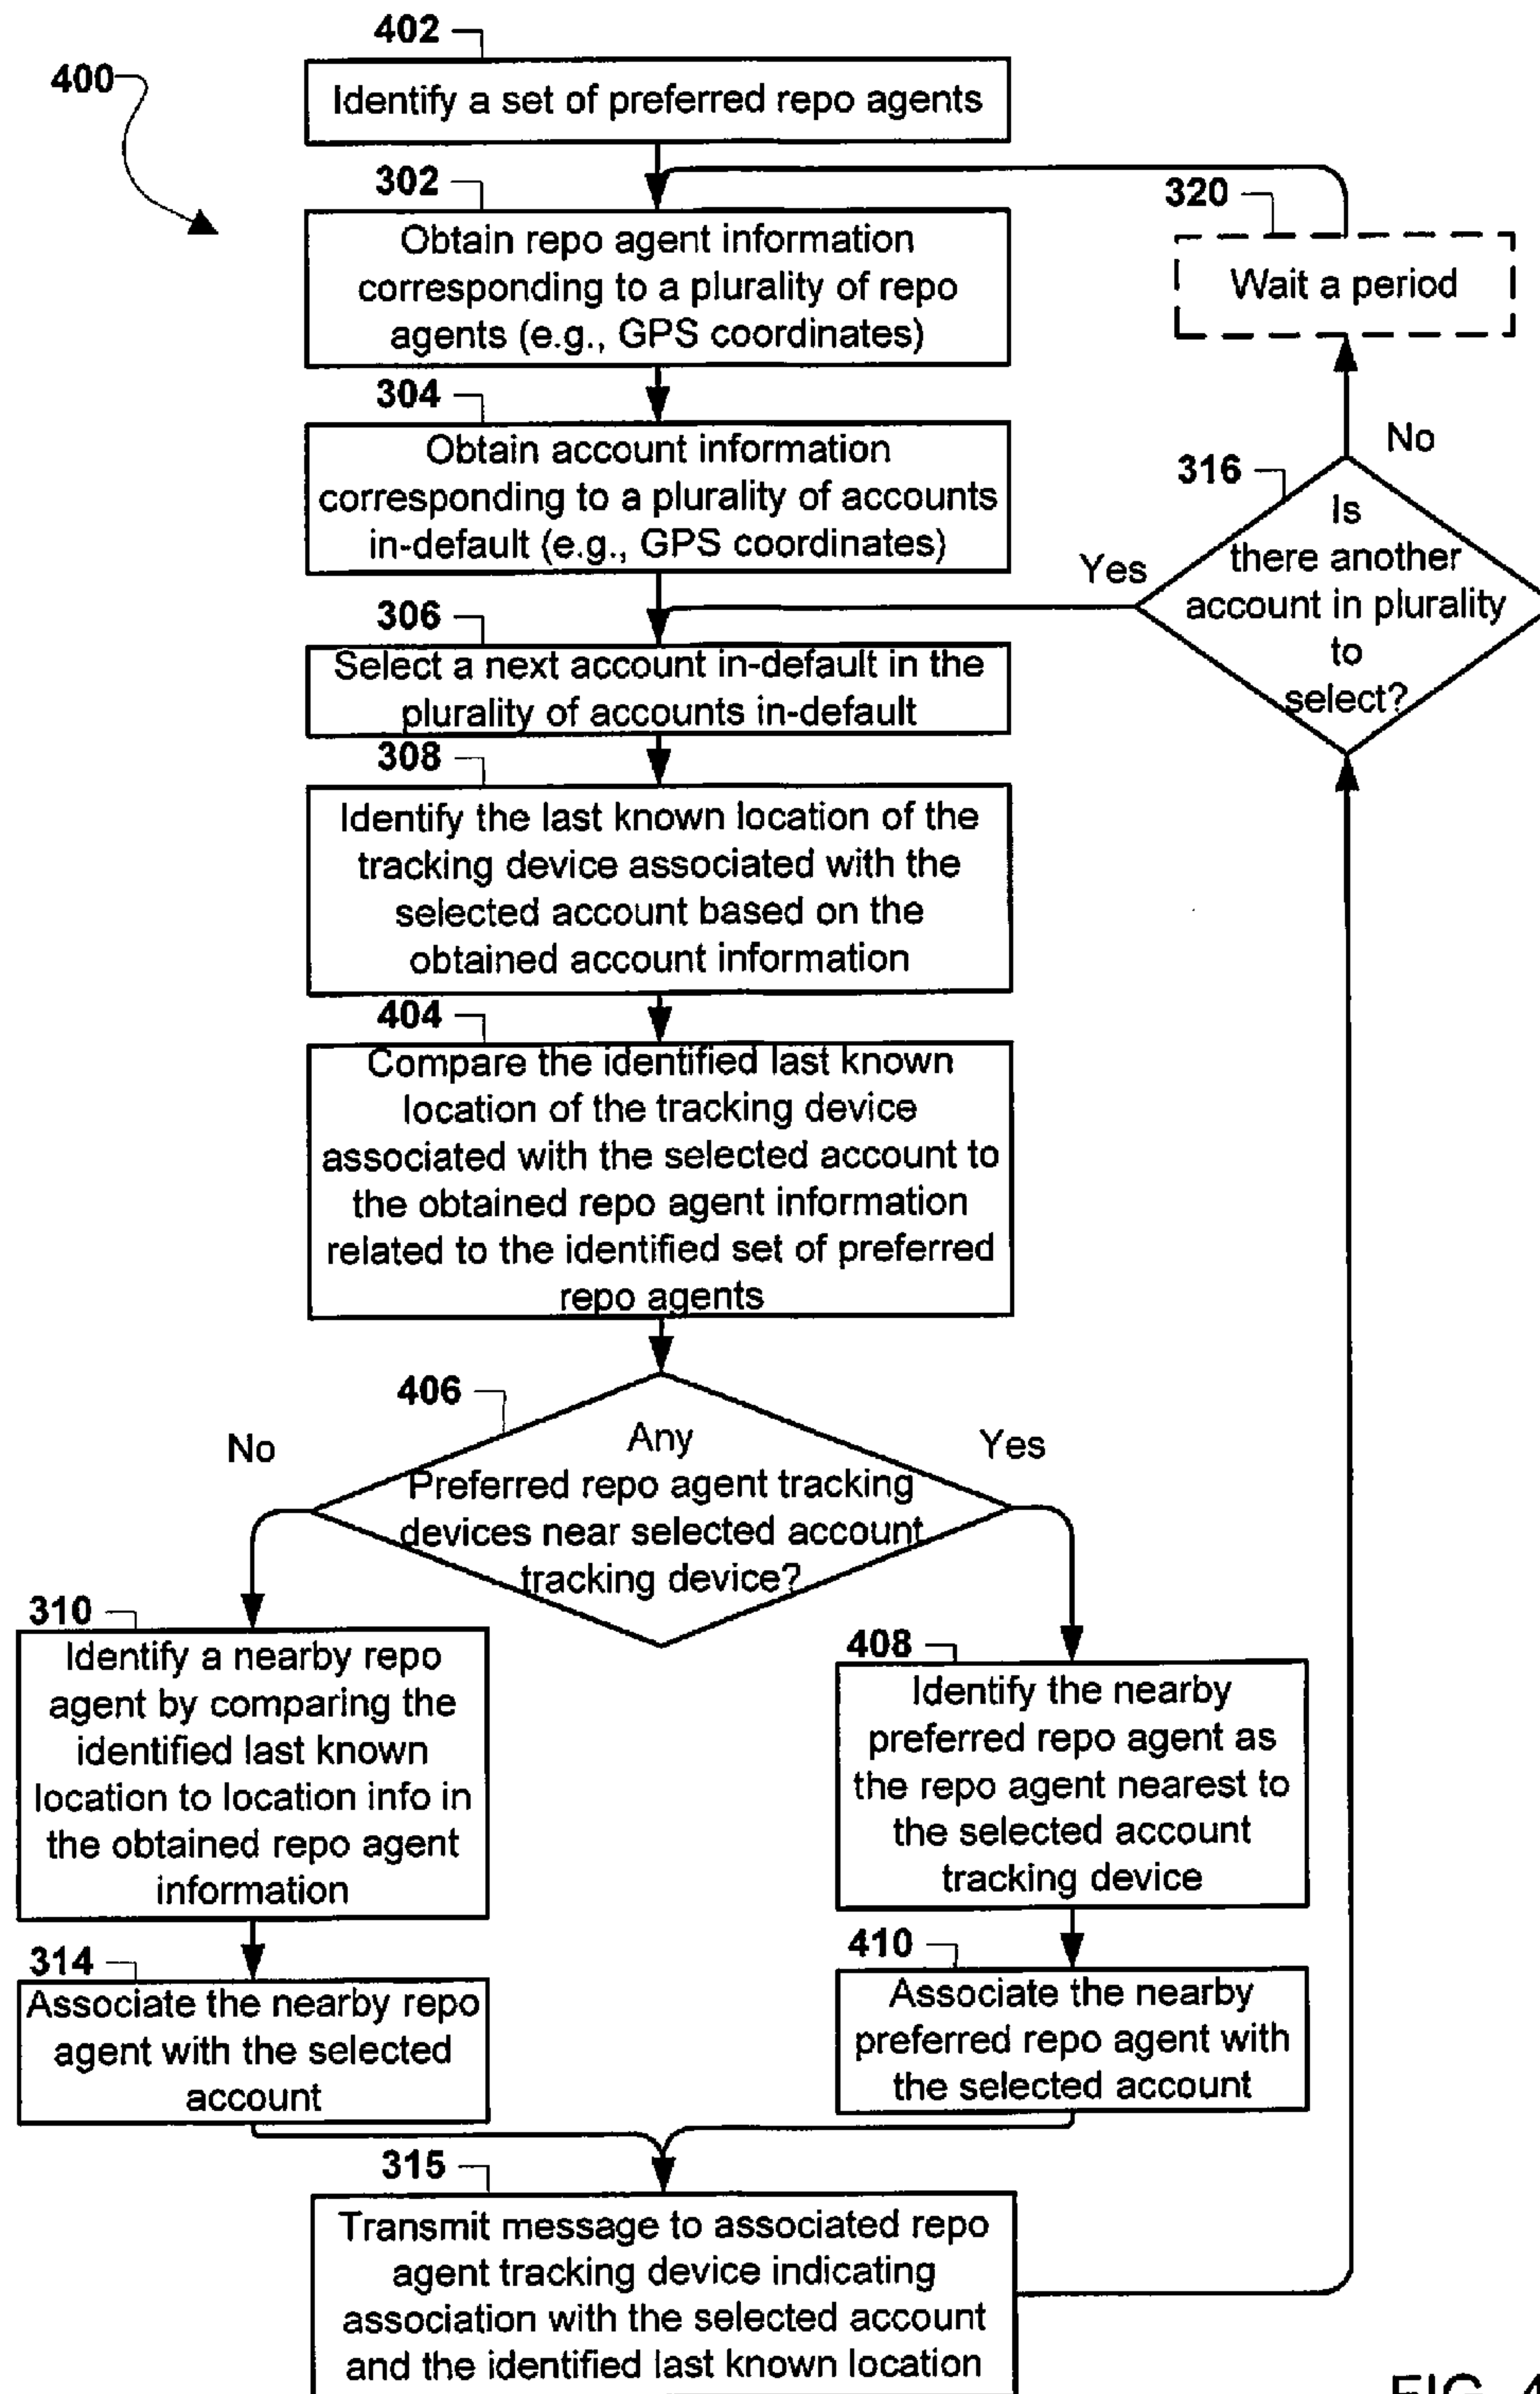 402
400
Identify a set of preferred repo agents
302
Obtain repo agent information
corresponding to a plurality of repo
agents (e.g., GPS coordinates)
320
Wait a period
304
Obtain account information
corresponding to a plurality of accounts
in-default (e.g., GPS coordinates)
No
316
Is
there another
account in plurality
to
select?
Yes
306
Select a next account in-default in the
plurality of accounts in-default
308
Identify the last known location of the
tracking device associated with the
selected account based on the
obtained account information
404
Compare the identified last known
location of the tracking device
associated with the selected account to
the obtained repo agent information
related to the identified set of preferred
repo agents
406
Any
Preferred repo agent tracking
devices near selected account
tracking device?
No
Yes
310
Identify a nearby repo
agent by comparing the
identified last known
location to location info in
the obtained repo agent
information
408
Identify the nearby
preferred repo agent as
the repo agent nearest to
the selected account
tracking device
314
Associate the nearby repo
agent with the selected
account
410
Associate the nearby
preferred repo agent with
the selected account
315
Transmit message to associated repo
agent tracking device indicating
association with the selected account
and the identified last known location
FIG. 4